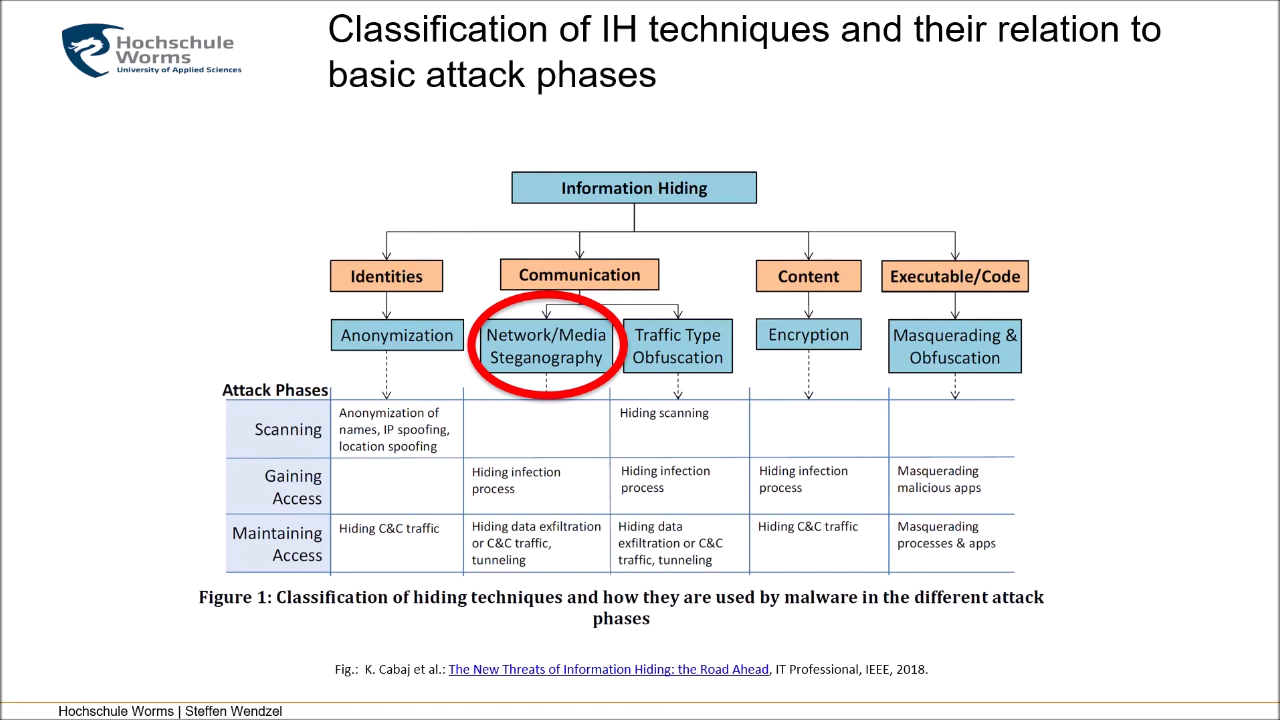 Hochschule
Worms
University of Applied Sciences
Classification of IH techniques and their relation to
basic attack phases
Information Hiding
Identities
Communication
Content
Executable/Code
Anonymization
Network/Media
Steganography
Traffic Type
Obfuscation
Encryption
Masquerading &
Obfuscation
Attack Phases
Scanning
Anonymization of
names, IP spoofing,
location spoofing
Hiding scanning
Gaining
Access
Hiding infection
process
Hiding infection
process
Hiding infection
process
Masquerading
malicious apps
Maintaining
Access
Hiding C&C traffic
Hiding data exfiltration
or C&C traffic,
tunneling
Hiding data
exfiltration or C&C
traffic, tunneling
Hiding C&C traffic
Masquerading
processes & apps
Figure 1: Classification of hiding techniques and how they are used by malware in the different attack
phases
Fig.: K. Cabaj et al.: The New Threats of Information Hiding: the Road Ahead, IT Professional, IEEE, 2018.
Hochschule Worms | Steffen Wendzel